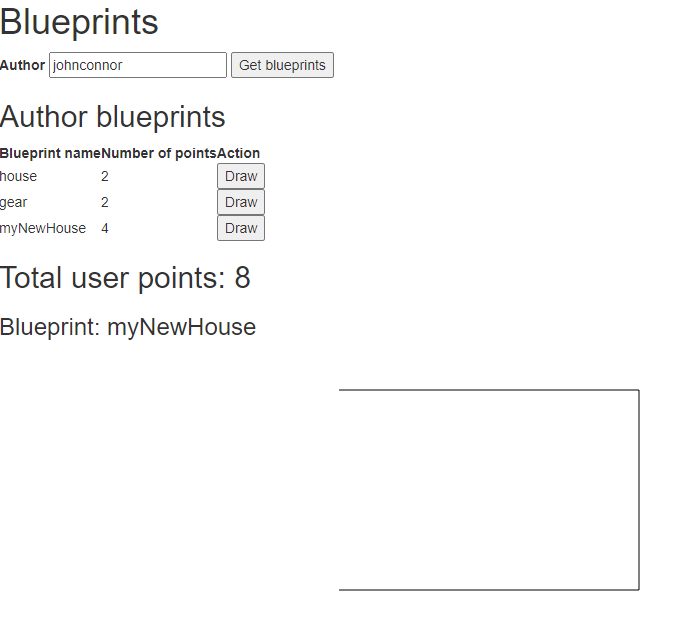 Blueprints
Author johnconnor Get blueprints
Author blueprints
Blueprint name Number of points Action
house 2 Draw
gear 2 Draw
myNewHouse 4 Draw
Total user points: 8
Blueprint: myNewHouse